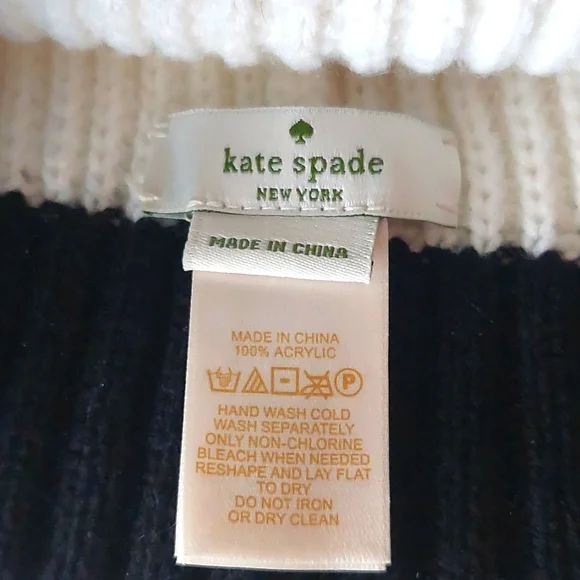 kate spade
NEW YORK
MADE IN CHINA
MADE IN CHINA
100% ACRYLIC
P
HAND WASH COLD
WASH SEPARATELY
ONLY NON-CHLORINE
BLEACH WHEN NEEDED
RESHAPE AND LAY FLAT
TO DRY
DO NOT IRON
OR DRY CLEAN